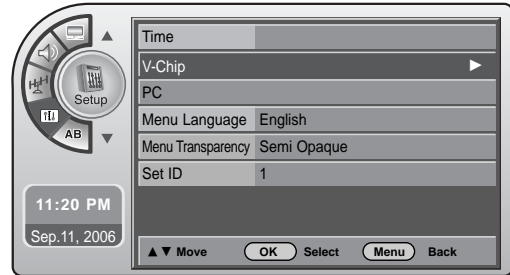 Setup
AB
11:20 PM
Sep.11, 2006
Time
V-Chip ►
PC
Menu Language English
Menu Transparency Semi Opaque
Set ID 1
▲▼ Move OK Select Menu Back